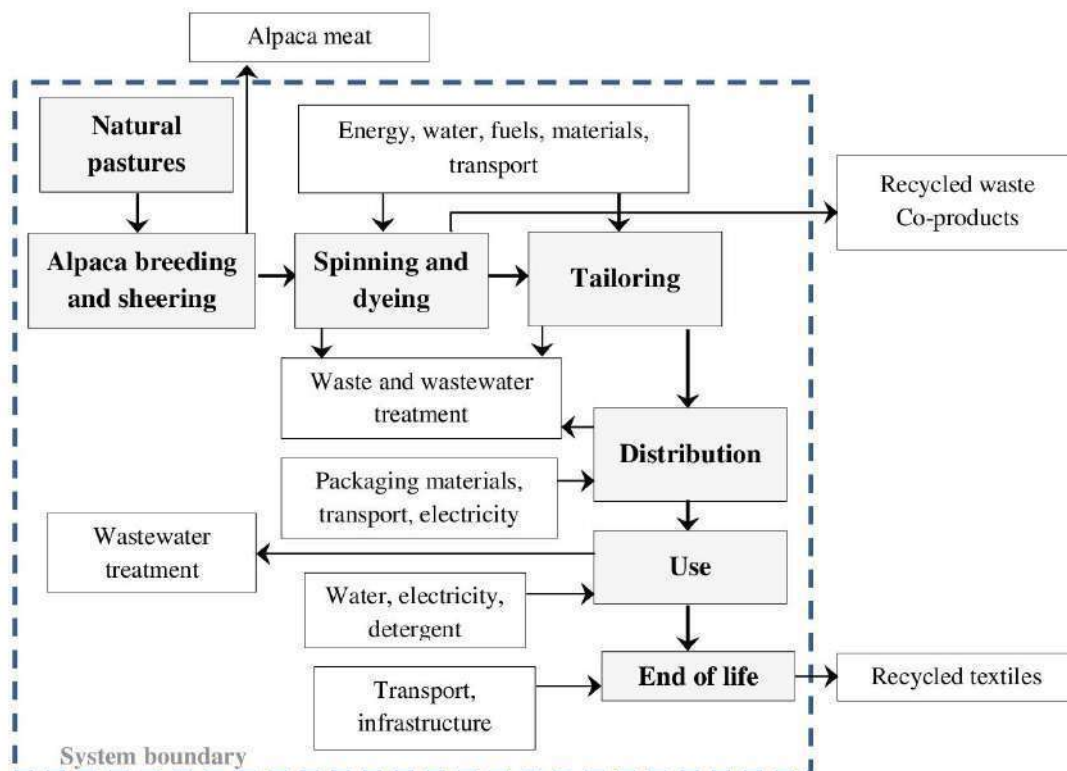 Alpaca meat
Natural
pastures
Energy, water, fuels, materials,
transport
Recycled waste
Co-products
Alpaca breeding
and sheering
Spinning and
dyeing
Tailoring
Waste and wastewater
treatment
Distribution
Packaging materials,
transport, electricity
Wastewater
treatment
Use
Water, electricity,
detergent
End of life
Recycled textiles
Transport,
infrastructure
System boundary